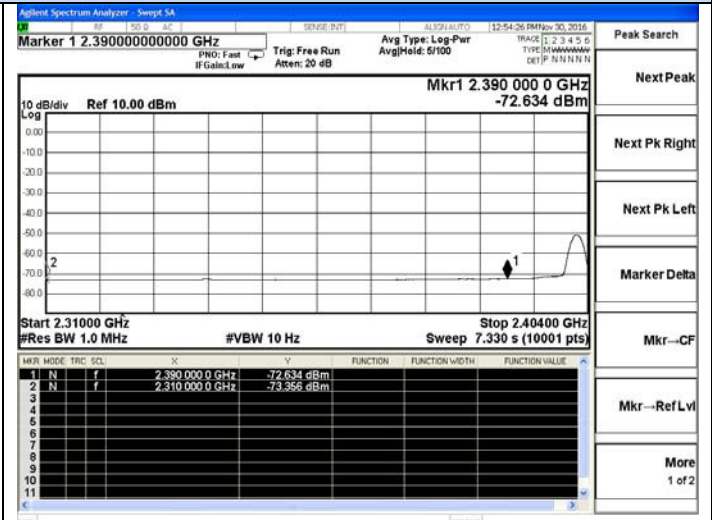 Agilent Spectrum Analyzer - Swept SA
RF 50 Ω AC SENSE:INT ALIGN AUTO 12:54:26 PM Nov 30, 2016
Marker 1 2.390000000000 GHz
PNO: Fast Trig: Free Run Avg Type: Log-Pwr TRACE 1 2 3 4 5 6
IFGain:Low Atten: 20 dB Avg|Hold: 5/100 TYPE MWWWWW
DET P NNNNN
Peak Search
Mkr1 2.390 000 0 GHz
10 dB/div Ref 10.00 dBm -72.634 dBm
Log
0.00
-10.0
-20.0
-30.0
-40.0
-50.0
-60.0
-70.0
-80.0
2
1
Start 2.31000 GHz Stop 2.40400 GHz
#Res BW 1.0 MHz #VBW 10 Hz Sweep 7.330 s (10001 pts)
MKR MODE TRC SCL X Y FUNCTION FUNCTION WIDTH FUNCTION VALUE
1 N f 2.390 000 0 GHz -72.634 dBm
2 N f 2.310 000 0 GHz -73.356 dBm
3
4
5
6
7
8
9
10
11
Next Peak
Next Pk Right
Next Pk Left
Marker Delta
Mkr→CF
Mkr→Ref Lvl
More
1 of 2